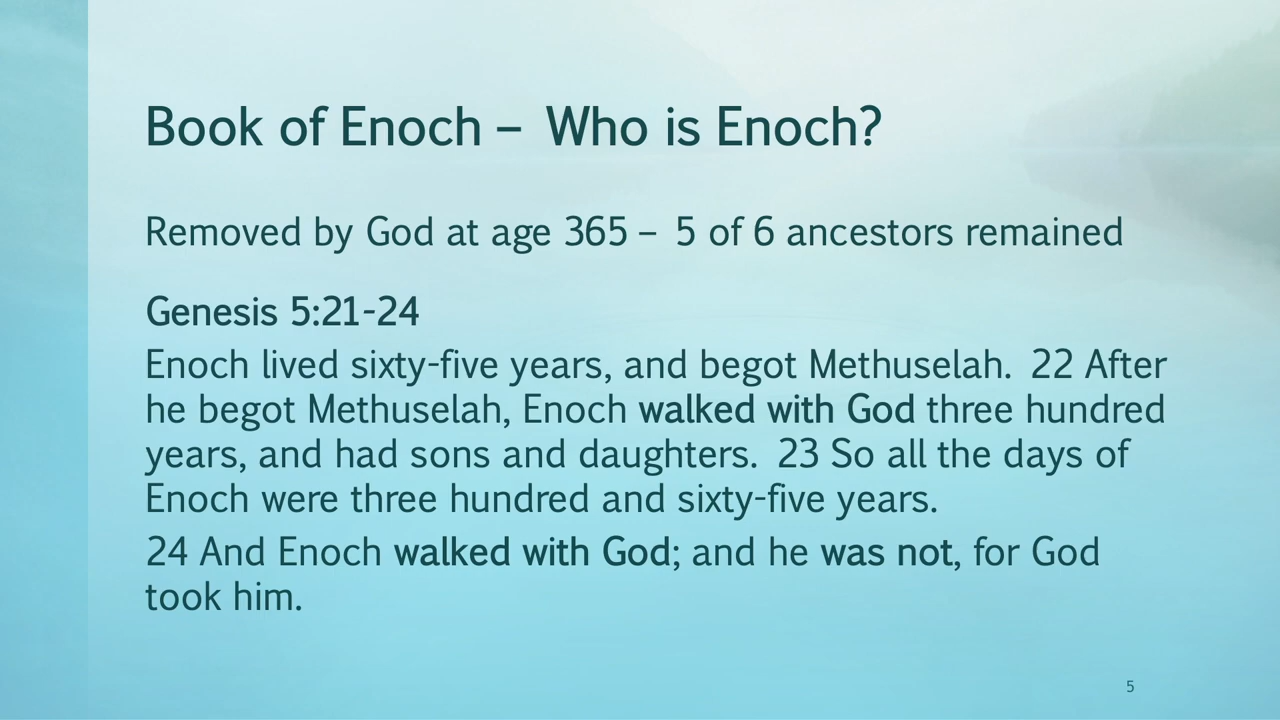 Book of Enoch – Who is Enoch?
Removed by God at age 365 – 5 of 6 ancestors remained
Genesis 5:21-24
Enoch lived sixty-five years, and begot Methuselah. 22 After
he begot Methuselah, Enoch walked with God three hundred
years, and had sons and daughters. 23 So all the days of
Enoch were three hundred and sixty-five years.
24 And Enoch walked with God; and he was not, for God
took him.
5